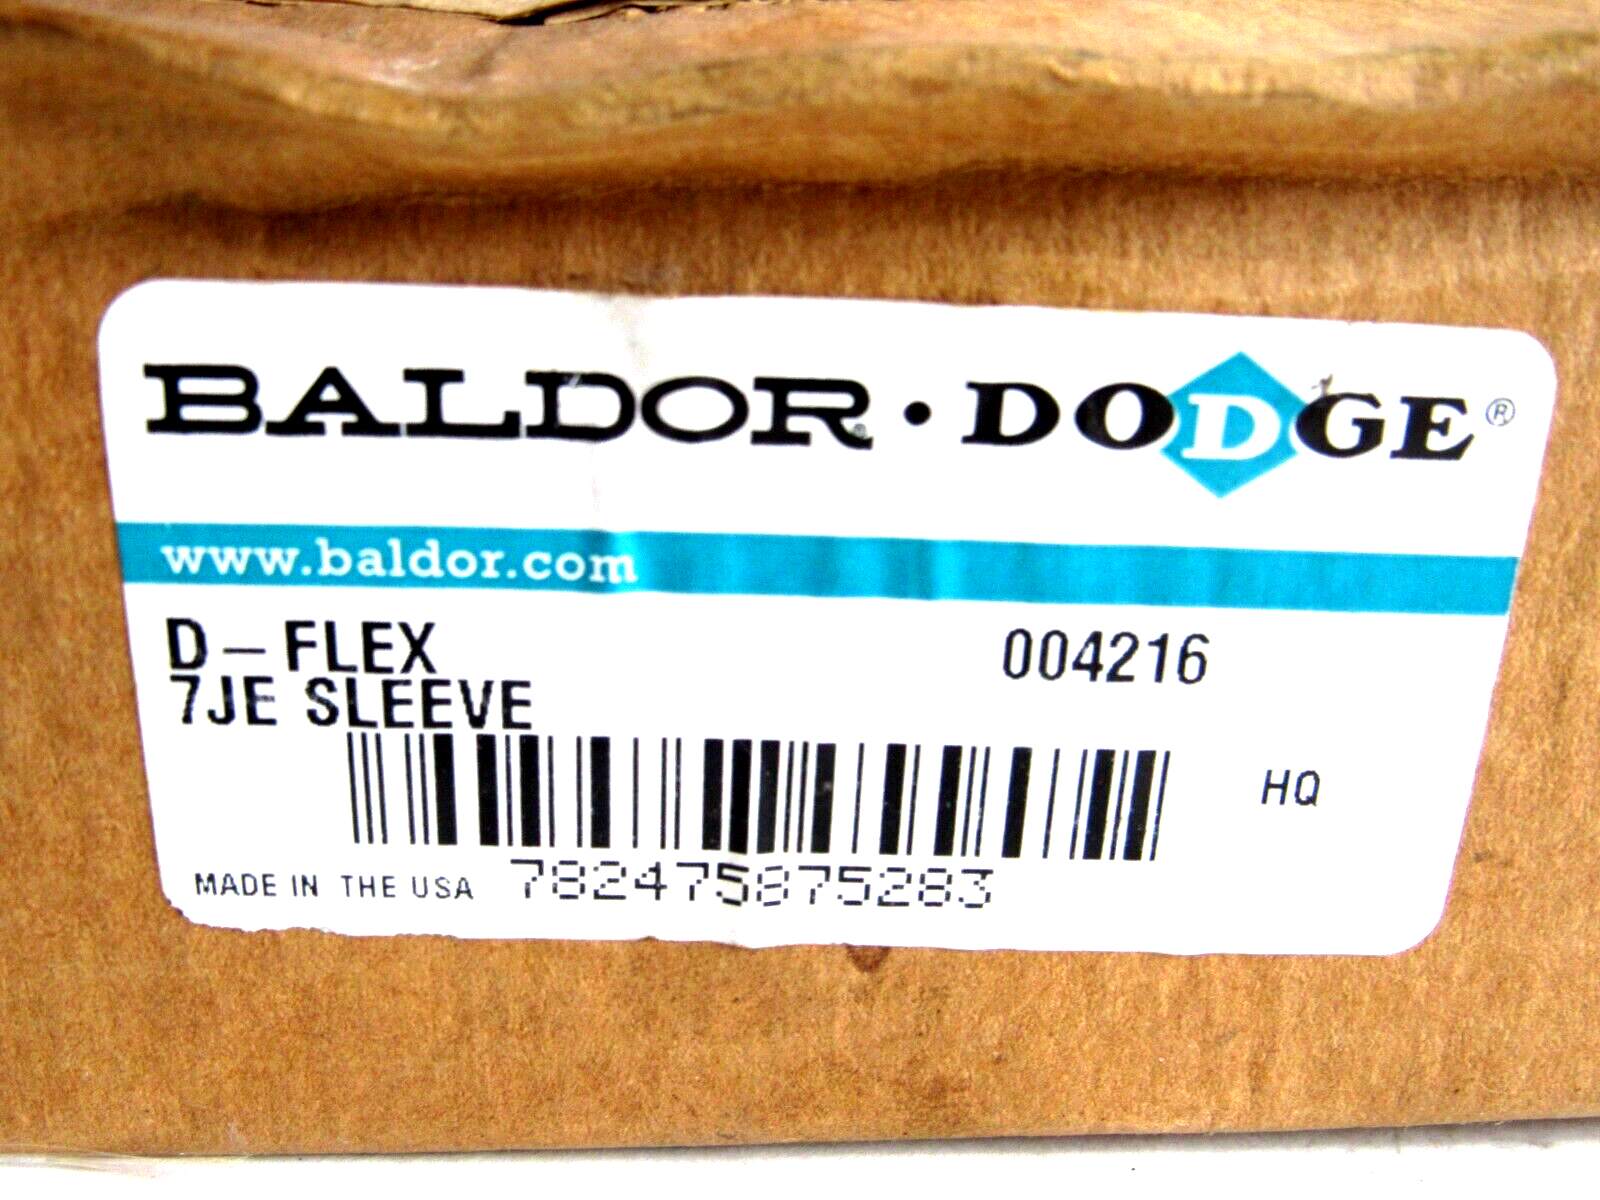 BALDOR® • DODGE®
www.baldor.com
D-FLEX 004216
7JE SLEEVE
HQ
MADE IN THE USA 782475875283